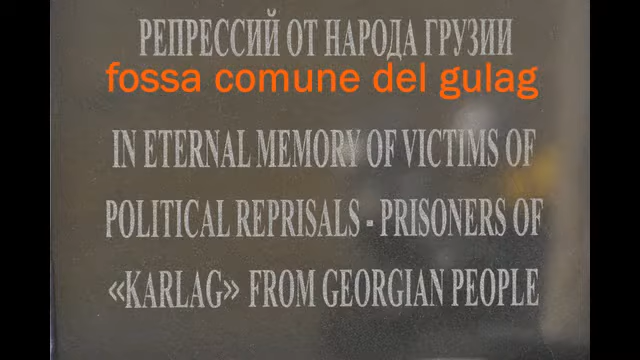 РЕПРЕССИЙ ОТ НАРОДА ГРУЗИИ
fossa comune del gulag
IN ETERNAL MEMORY OF VICTIMS OF
POLITICAL REPRISALS - PRISONERS OF
«KARLAG» FROM GEORGIAN PEOPLE